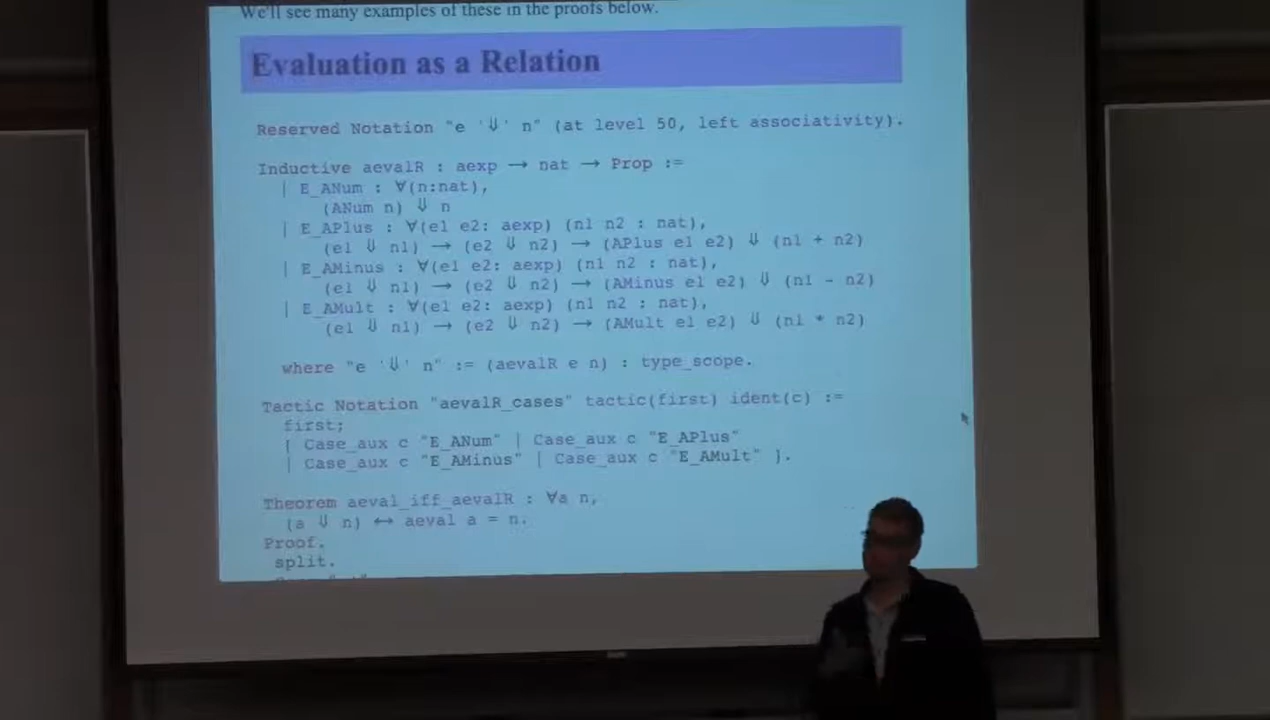 We'll see many examples of these in the proofs below.
Evaluation as a Relation
Reserved Notation "e '⇓' n" (at level 50, left associativity).
Inductive aevalR : aexp → nat → Prop :=
| E_ANum : ∀(n:nat),
(ANum n) ⇓ n
| E_APlus : ∀(e1 e2: aexp) (n1 n2 : nat),
(e1 ⇓ n1) → (e2 ⇓ n2) → (APlus e1 e2) ⇓ (n1 + n2)
| E_AMinus : ∀(e1 e2: aexp) (n1 n2 : nat),
(e1 ⇓ n1) → (e2 ⇓ n2) → (AMinus e1 e2) ⇓ (n1 - n2)
| E_AMult : ∀(e1 e2: aexp) (n1 n2 : nat),
(e1 ⇓ n1) → (e2 ⇓ n2) → (AMult e1 e2) ⇓ (n1 * n2)
where "e '⇓' n" := (aevalR e n) : type_scope.
Tactic Notation "aevalR_cases" tactic(first) ident(c) :=
first;
[ Case_aux c "E_ANum" | Case_aux c "E_APlus"
| Case_aux c "E_AMinus" | Case_aux c "E_AMult" ].
Theorem aeval_iff_aevalR : ∀a n,
(a ⇓ n) ↔ aeval a = n.
Proof.
split.